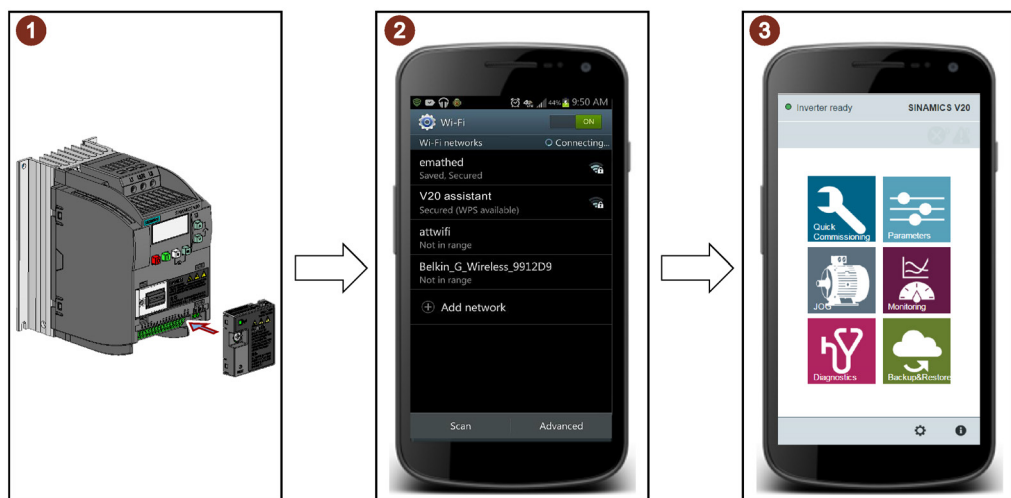 1
2
44% 9:50 AM
Wi-Fi
ON
Wi-Fi networks
Connecting...
emathed
Saved, Secured
V20 assistant
Secured (WPS available)
attwifi
Not in range
Belkin_G_Wireless_9912D9
Not in range
Add network
Scan
Advanced
3
Inverter ready
SINAMICS V20
Quick
Commissioning
Parameters
JOG
Monitoring
Diagnostics
Backup&Restore